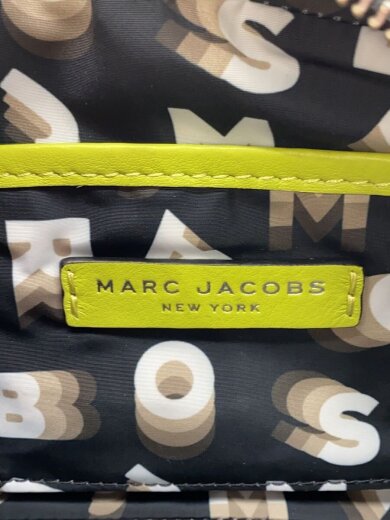 S
M
MARC JACOBS
NEW YORK
B O S